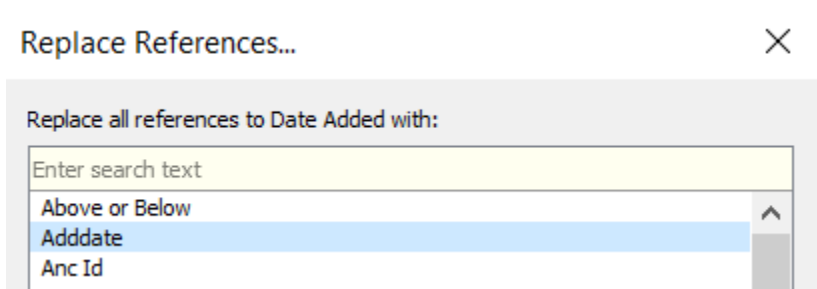 Replace References...
Replace all references to Date Added with:
Enter search text
Above or Below
Adddate
Anc Id